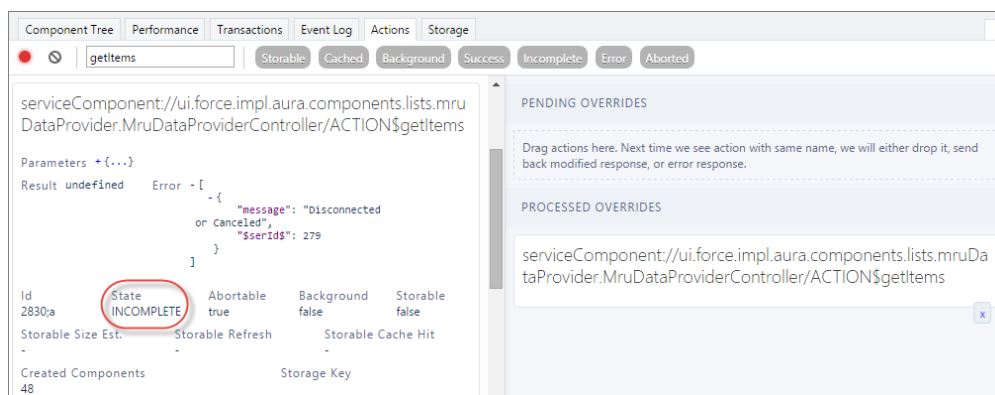 Component Tree Performance Transactions Event Log Actions Storage
getItems Storable Cached Background Success Incomplete Error Aborted
serviceComponent://ui.force.impl.aura.components.lists.mru
DataProvider.MruDataProviderController/ACTION$getItems
Parameters +{...}
Result undefined Error -[
-{
"message": "Disconnected
or Canceled",
"$serId$": 279
}
]
Id State Abortable Background Storable
2830;a INCOMPLETE true false false
Storable Size Est. Storable Refresh Storable Cache Hit
- - -
Created Components Storage Key
48
PENDING OVERRIDES
Drag actions here. Next time we see action with same name, we will either drop it, send
back modified response, or error response.
PROCESSED OVERRIDES
serviceComponent://ui.force.impl.aura.components.lists.mruDa
taProvider.MruDataProviderController/ACTION$getItems
x